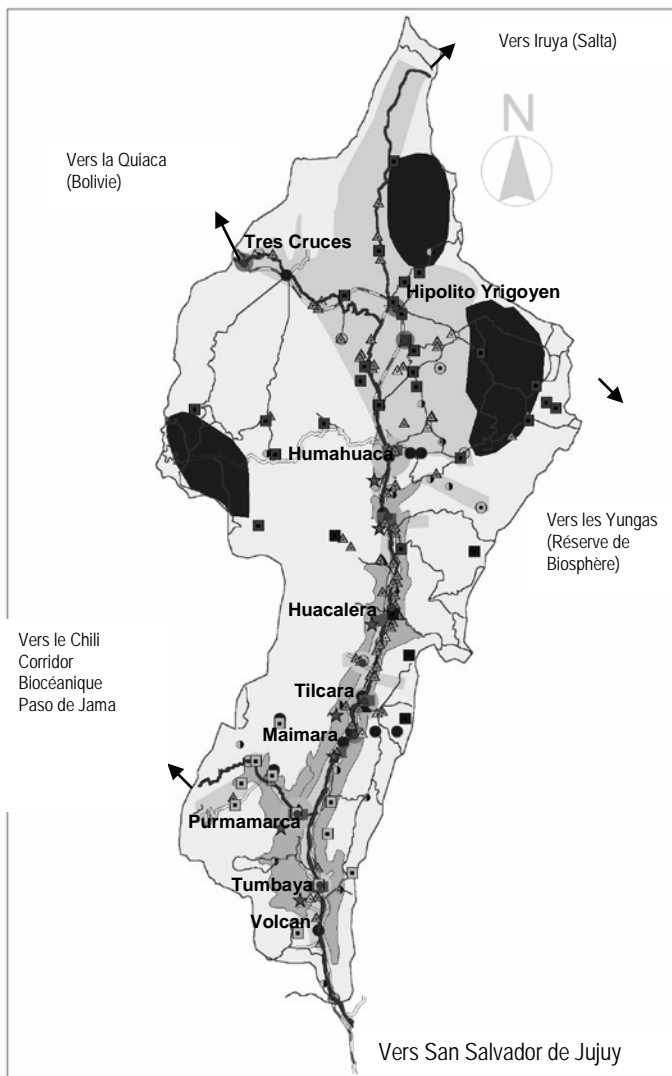 Vers Iruya (Salta)
N
Vers la Quiaca
(Bolivie)
Tres Cruces
Hipolito Yrigoyen
Humahuaca
Vers les Yungas
(Réserve de
Biosphère)
Huacalera
Vers le Chili
Corridor
Biocéanique
Paso de Jama
Tilcara
Maimara
Purmamarca
Tumbaya
Volcan
Vers San Salvador de Jujuy